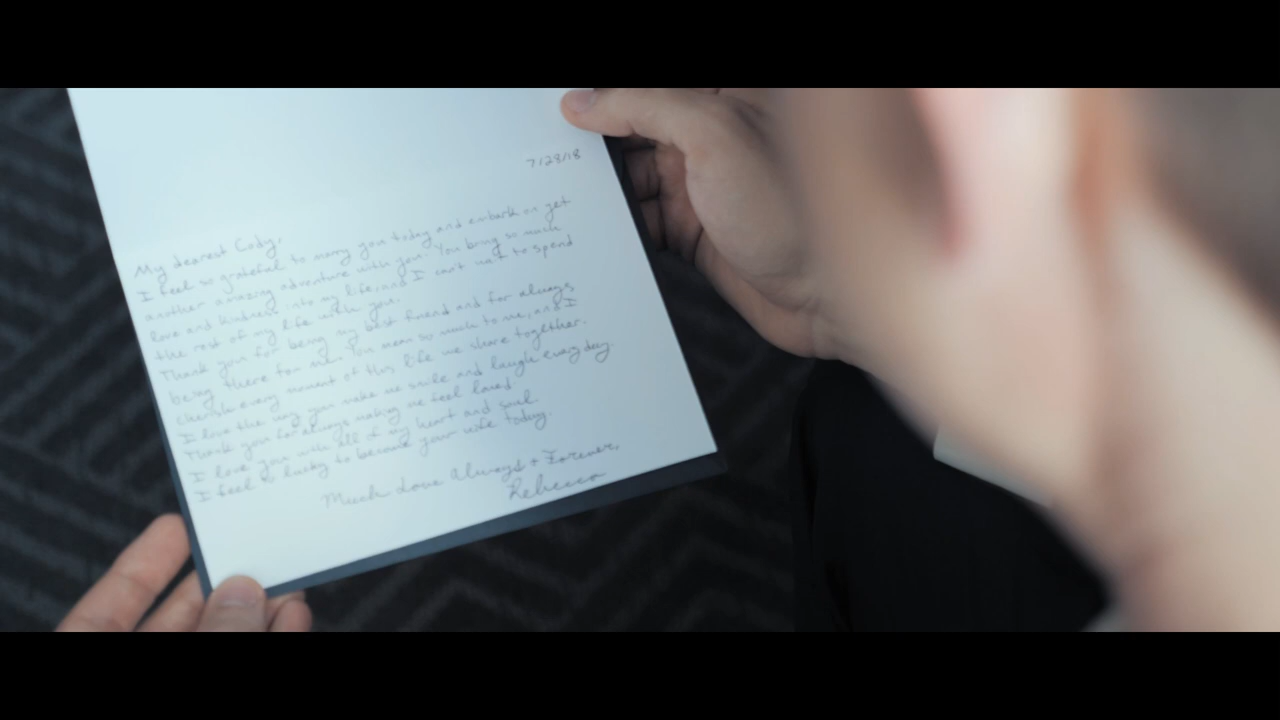 7/28/18
My dearest Cody,
I feel so grateful to marry you today and embark on yet
another amazing adventure with you. You bring so much
love and kindness into my life, and I can't wait to spend
the rest of my life with you.
Thank you for being my best friend and for always
being there for me. You mean so much to me, and I
cherish every moment of this life we share together.
I love the way you make me smile and laugh every day.
Thank you for always making me feel loved.
I love you with all of my heart and soul.
I feel so lucky to become your wife today.
Much Love Always + Forever,
Rebecca